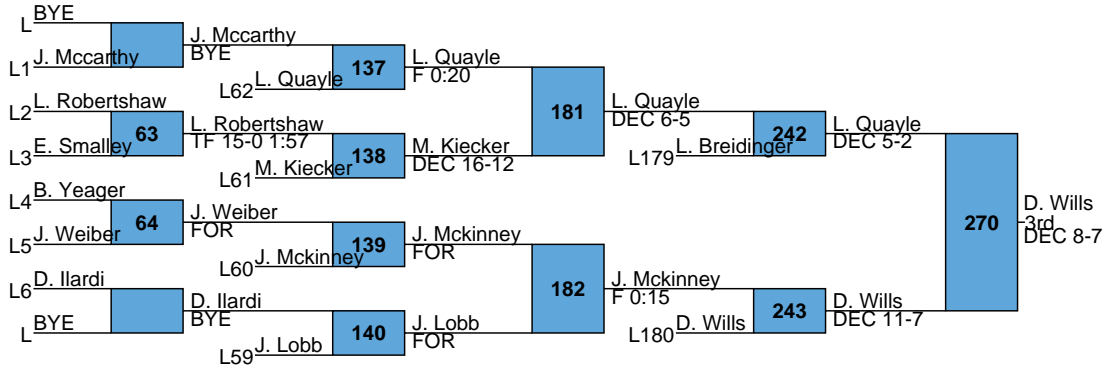 L BYE
L1 J. Mccarthy
J. Mccarthy
BYE
L2 L. Robertshaw
63
L3 E. Smalley
L. Robertshaw
TF 15-0 1:57
L4 B. Yeager
64
L5 J. Weiber
J. Weiber
FOR
L6 D. Ilardi
L BYE
D. Ilardi
BYE
137
L62 L. Quayle
L. Quayle
F 0:20
138
L61 M. Kiecker
M. Kiecker
DEC 16-12
139
L60 J. Mckinney
J. Mckinney
FOR
140
L59 J. Lobb
J. Lobb
FOR
181
L. Quayle
DEC 6-5
182
J. Mckinney
F 0:15
242
L179 L. Breidinger
L. Quayle
DEC 5-2
243
L180 D. Wills
D. Wills
DEC 11-7
270
D. Wills
3rd
DEC 8-7